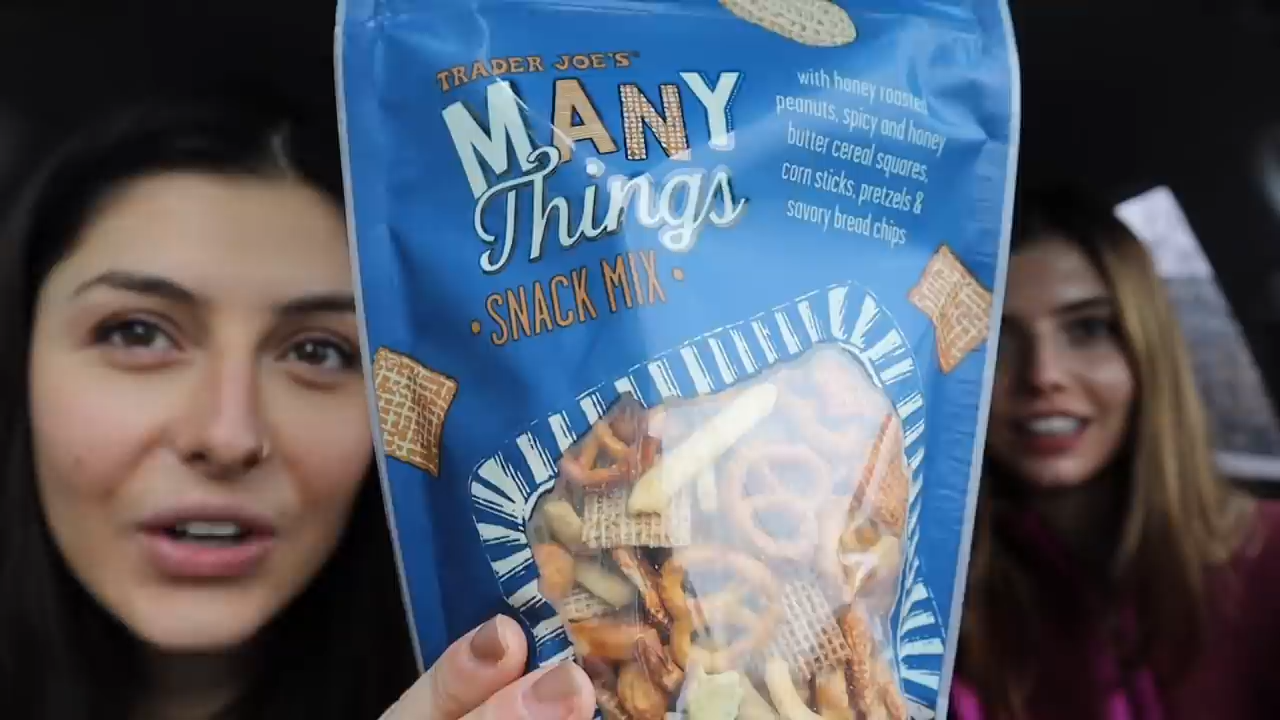 TRADER JOE'S
MANY
Things
• SNACK MIX •
with honey roasted
peanuts, spicy and honey
butter cereal squares,
corn sticks, pretzels &
savory bread chips